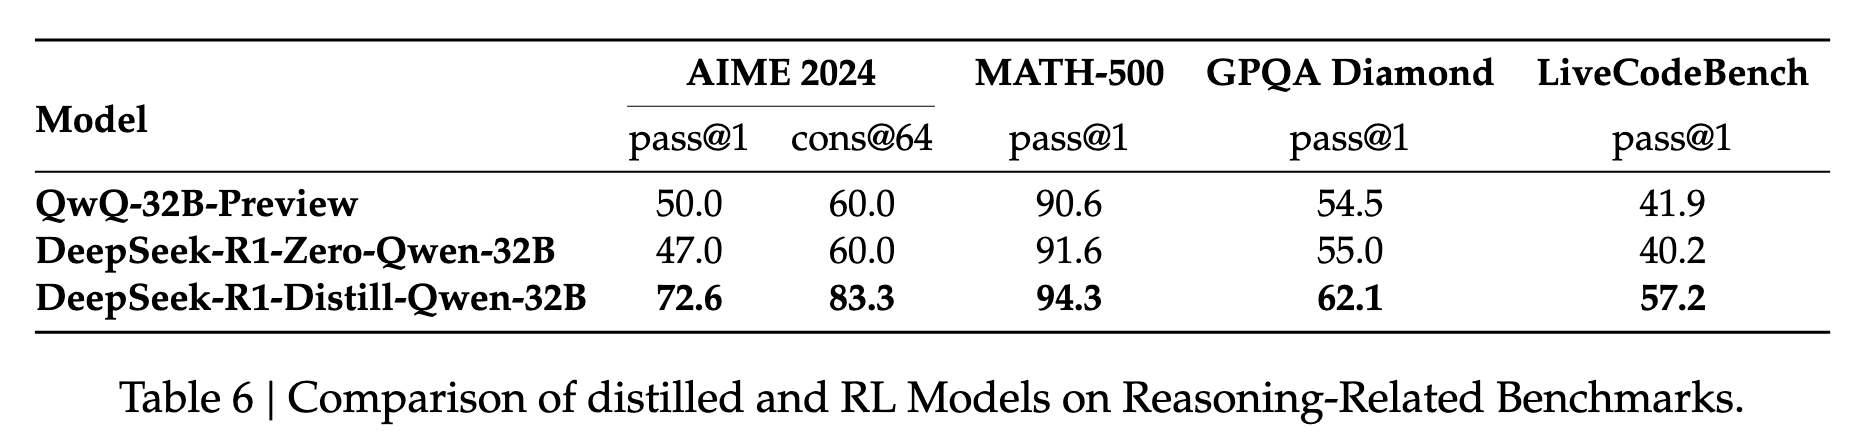 AIME 2024 MATH-500 GPQA Diamond LiveCodeBench
Model
pass@1 cons@64 pass@1 pass@1 pass@1
QwQ-32B-Preview 50.0 60.0 90.6 54.5 41.9
DeepSeek-R1-Zero-Qwen-32B 47.0 60.0 91.6 55.0 40.2
DeepSeek-R1-Distill-Qwen-32B 72.6 83.3 94.3 62.1 57.2
Table 6 | Comparison of distilled and RL Models on Reasoning-Related Benchmarks.